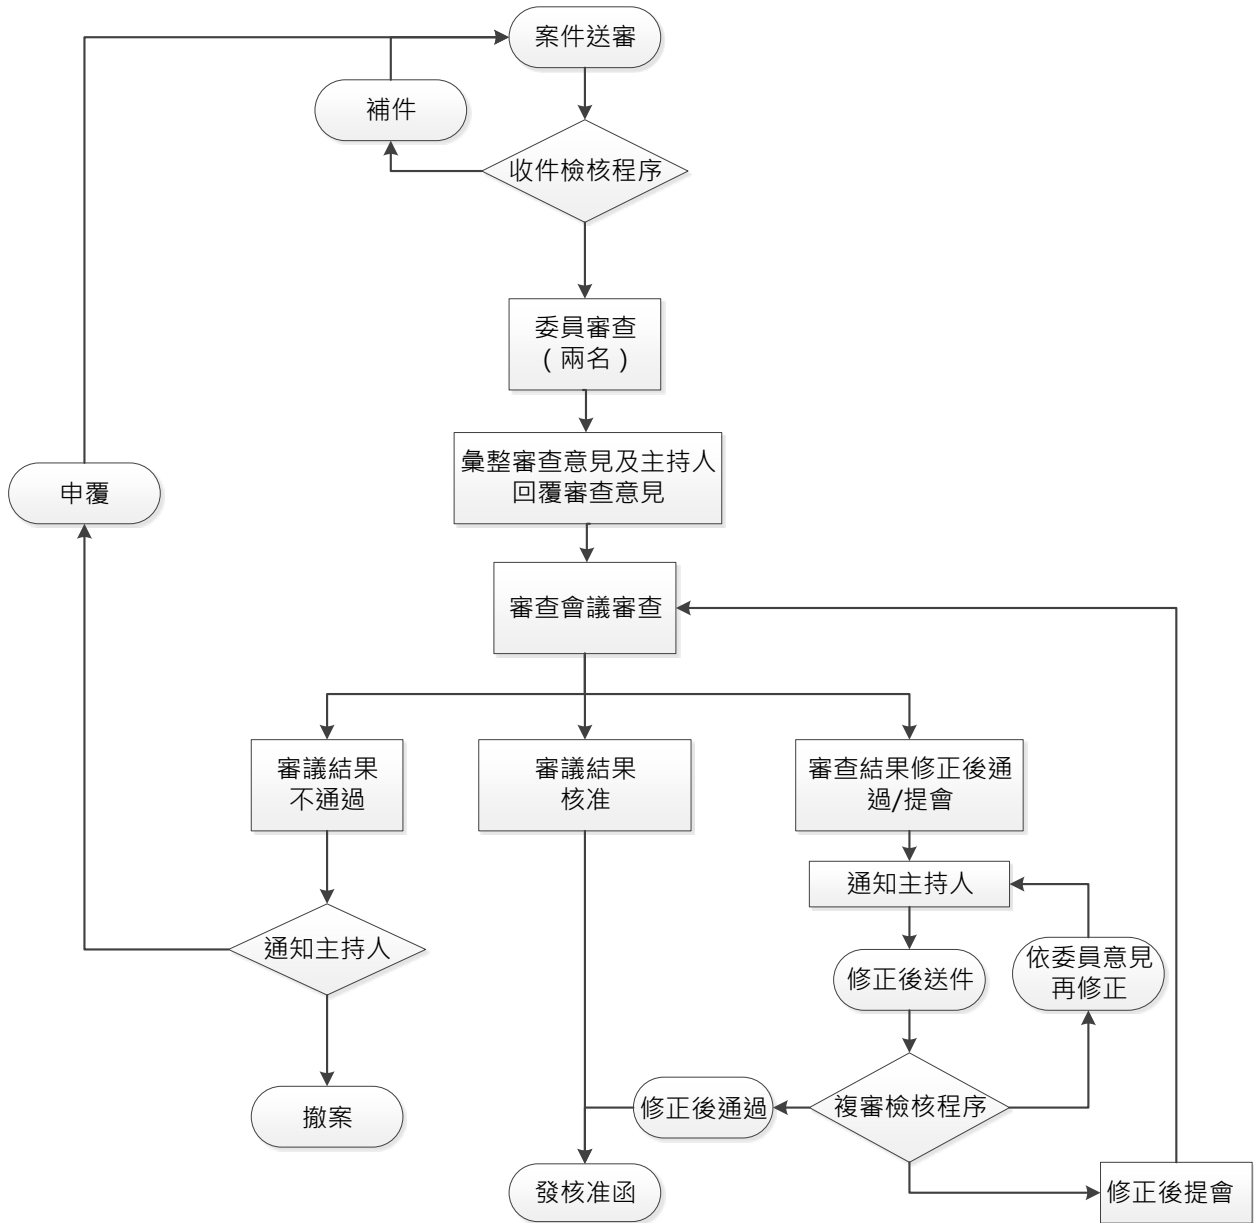 案件送審
補件
收件檢核程序
委員審查
(兩名)
彙整審查意見及主持人
回覆審查意見
申覆
審查會議審查
審議結果
不通過
審議結果
核准
審查結果修正後通
過/提會
通知主持人
通知主持人
依委員意見
再修正
修正後送件
修正後通過
複審檢核程序
撤案
發核准函
修正後提會